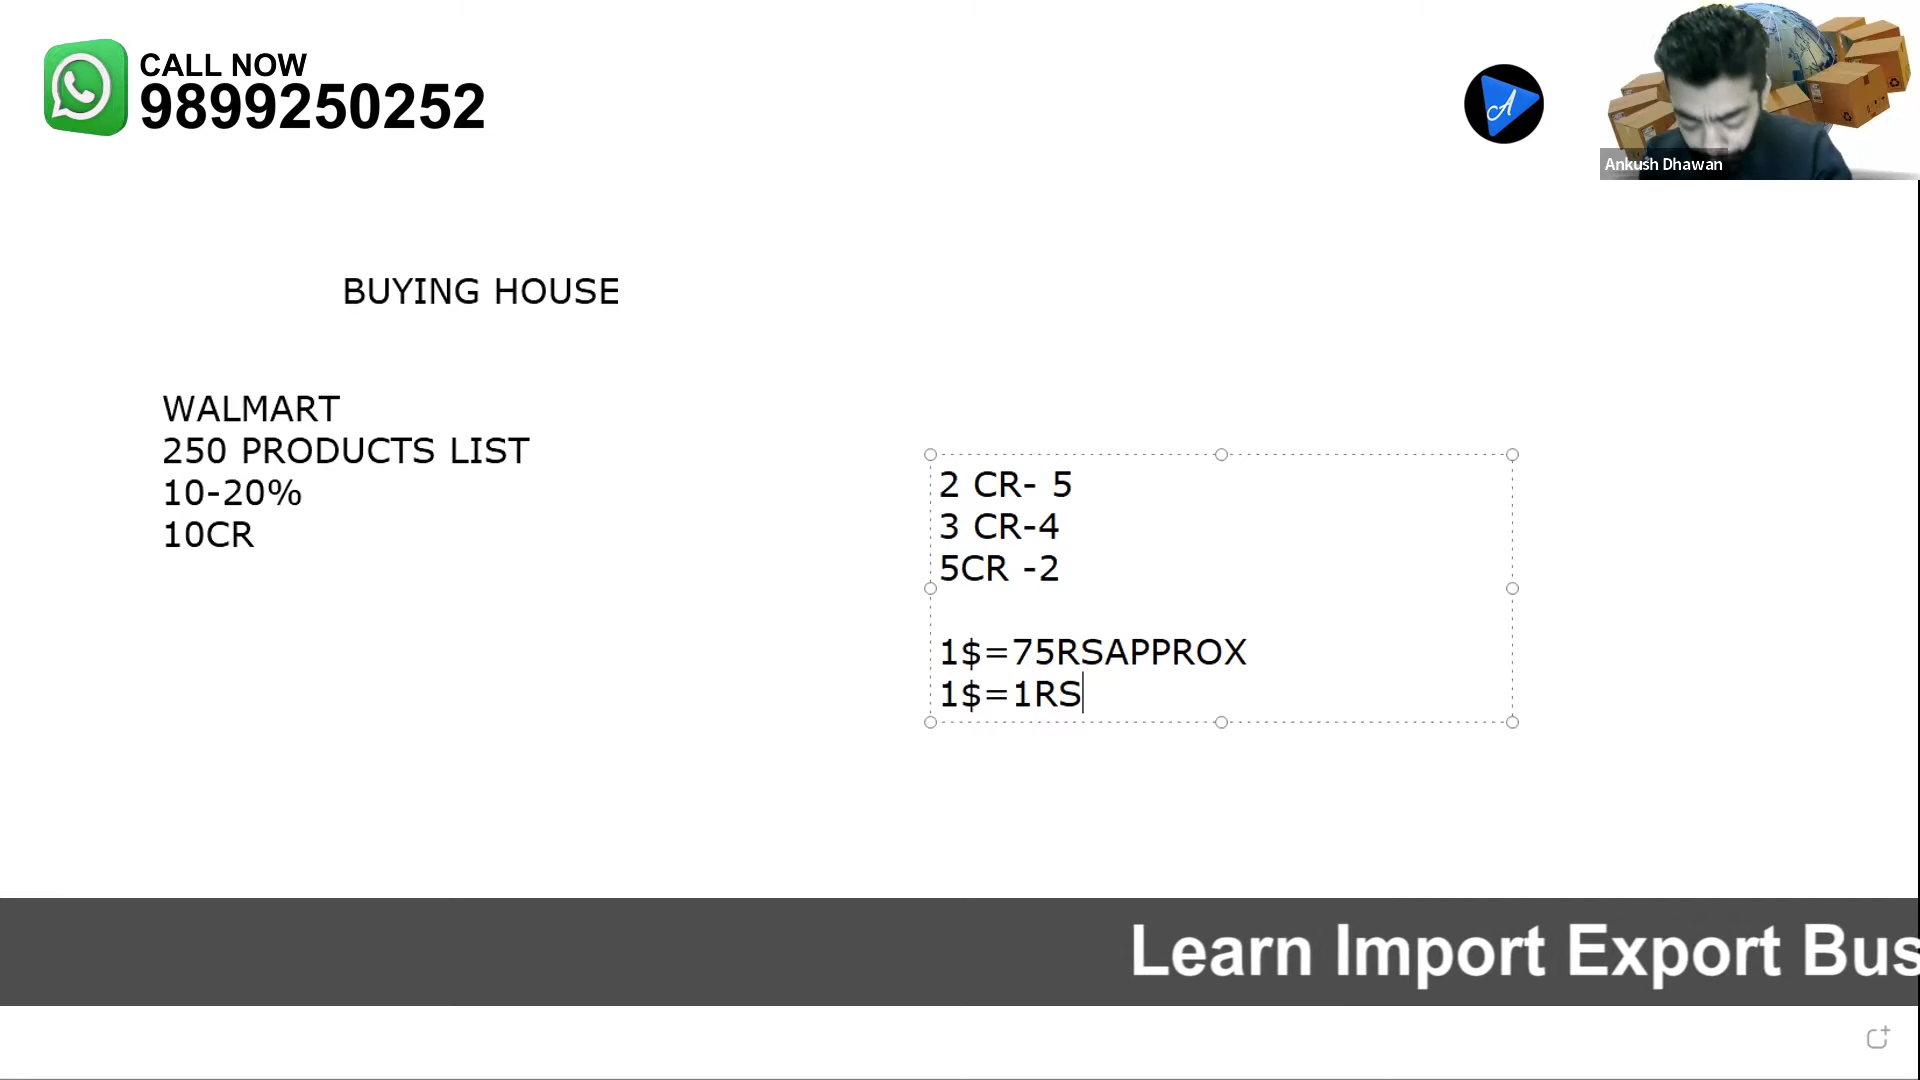 CALL NOW
9899250252
A
Ankush Dhawan
BUYING HOUSE
WALMART
250 PRODUCTS LIST
10-20%
10CR
2 CR- 5
3 CR-4
5CR -2
1$=75RSAPPROX
1$=1RS
Learn Import Export Bus